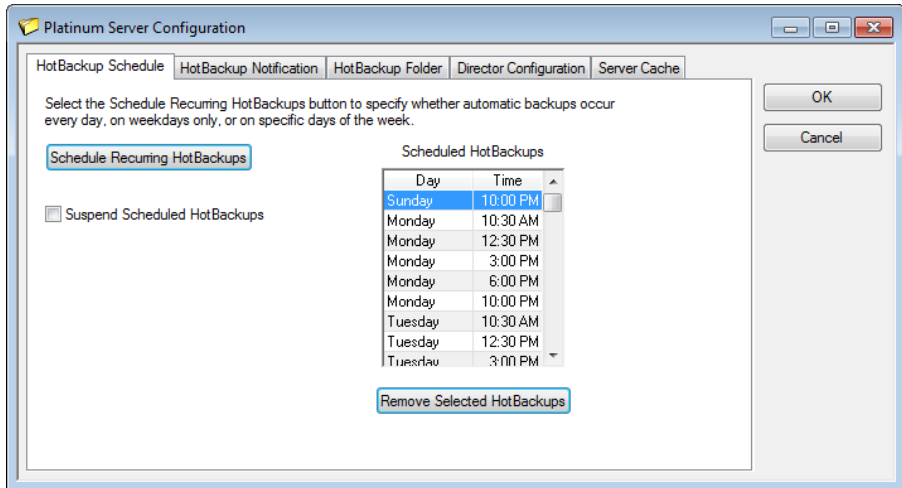 Platinum Server Configuration
HotBackup Schedule HotBackup Notification HotBackup Folder Director Configuration Server Cache
Select the Schedule Recurring HotBackups button to specify whether automatic backups occur
every day, on weekdays only, or on specific days of the week.
Schedule Recurring HotBackups
Suspend Scheduled HotBackups
Scheduled HotBackups
Day Time
Sunday 10:00 PM
Monday 10:30 AM
Monday 12:30 PM
Monday 3:00 PM
Monday 6:00 PM
Monday 10:00 PM
Tuesday 10:30 AM
Tuesday 12:30 PM
Tuesday 3:00 PM
Remove Selected HotBackups
OK
Cancel